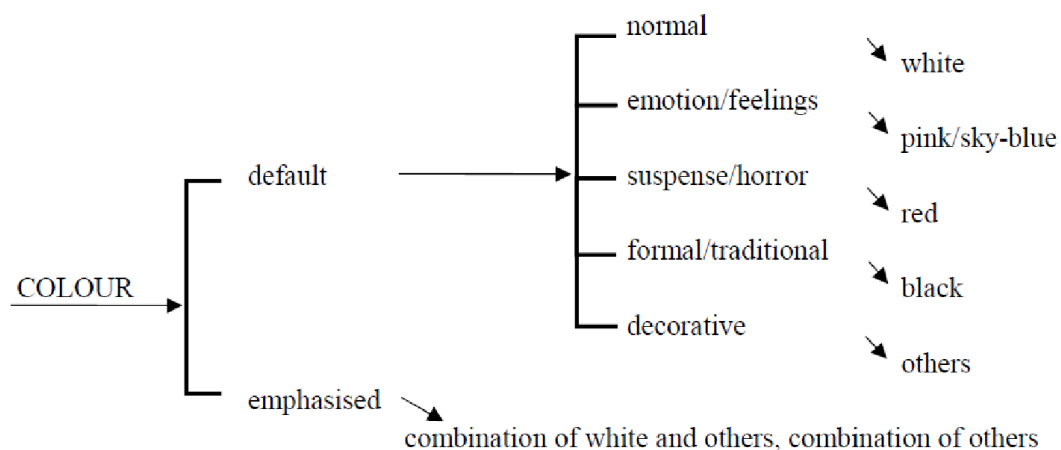 normal
white
emotion/feelings
pink/sky-blue
default
suspense/horror
red
formal/traditional
COLOUR
black
decorative
others
emphasised
combination of white and others, combination of others